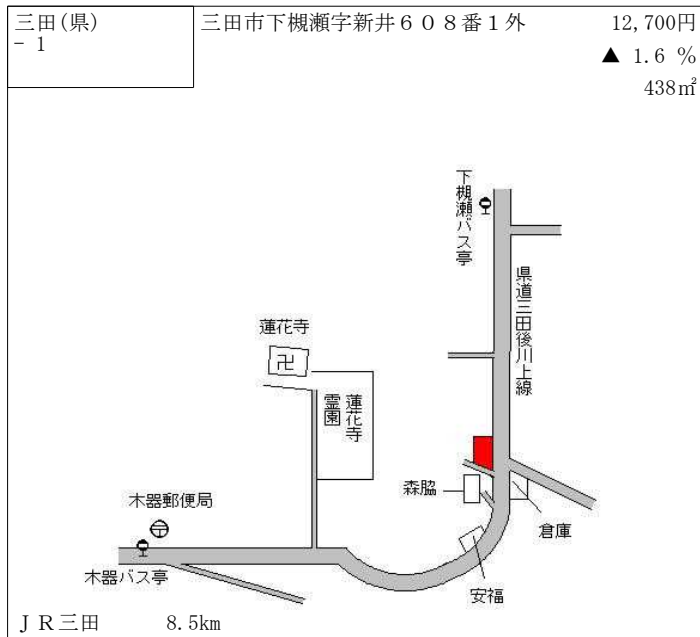 三田(県)
- 1
三田市下槻瀬字新井６０８番１外
12,700円
▲ 1.6 %
438㎡
下槻瀬バス亭
県道三田後川上線
蓮花寺
卍
蓮花寺
霊園
森脇
倉庫
木器郵便局
〒
木器バス亭
安福
ＪＲ三田 8.5km